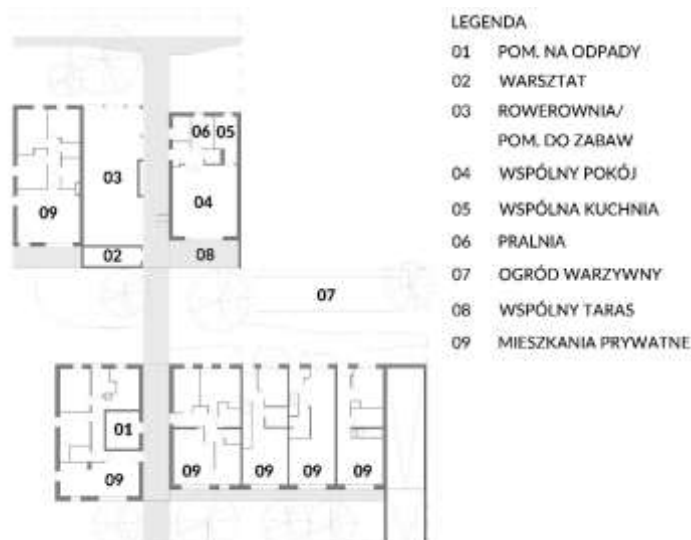 LEGENDA
01 POM. NA ODPADY
02 WARSZTAT
03 ROWEROWNIA/
POM. DO ZABAW
04 WSPÓLNY POKÓJ
05 WSPÓLNA KUCHNIA
06 PRALNIA
07 OGRÓD WARZYWNY
08 WSPÓLNY TARAS
09 MIESZKANIA PRYWATNE
06 05
03
04
09
02 08
07
01
09 09 09 09 09